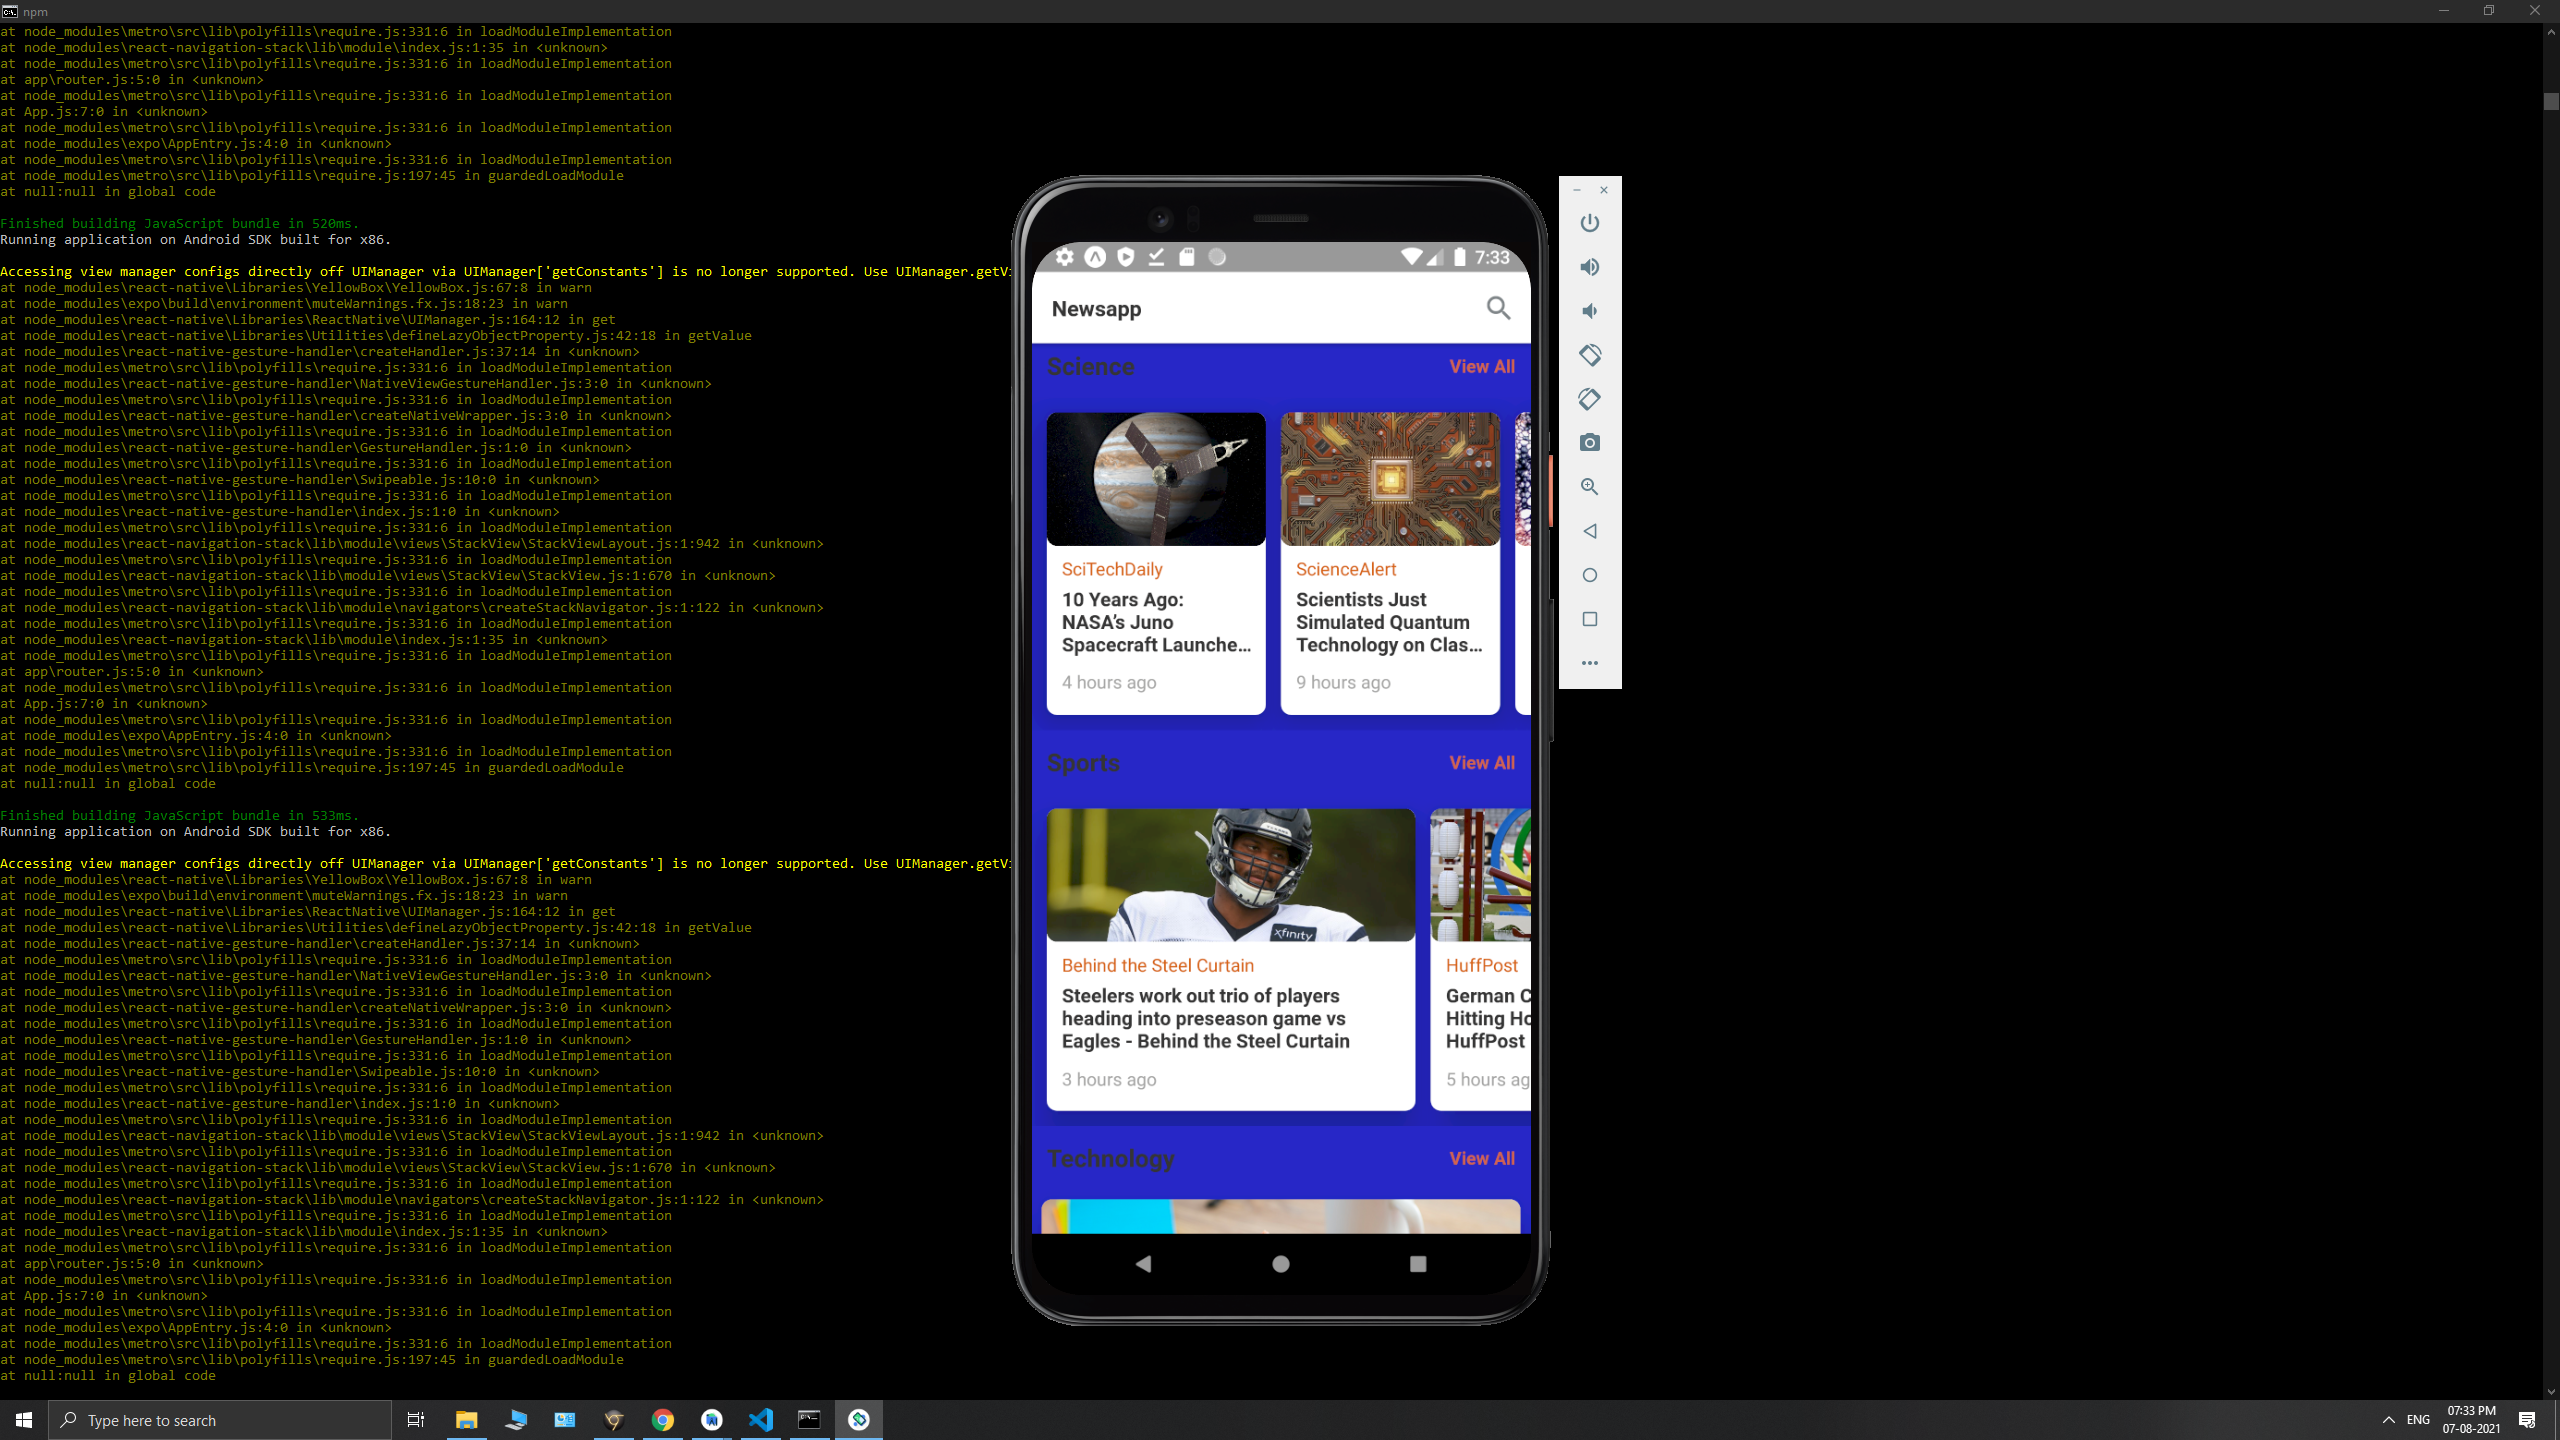 npm
at node_modules\metro\src\lib\polyfills\require.js:331:6 in loadModuleImplementation
at node_modules\react-navigation-stack\lib\module\index.js:1:35 in <unknown>
at node_modules\metro\src\lib\polyfills\require.js:331:6 in loadModuleImplementation
at app\router.js:5:0 in <unknown>
at node_modules\metro\src\lib\polyfills\require.js:331:6 in loadModuleImplementation
at App.js:7:0 in <unknown>
at node_modules\metro\src\lib\polyfills\require.js:331:6 in loadModuleImplementation
at node_modules\expo\AppEntry.js:4:0 in <unknown>
at node_modules\metro\src\lib\polyfills\require.js:331:6 in loadModuleImplementation
at node_modules\metro\src\lib\polyfills\require.js:197:45 in guardedLoadModule
at null:null in global code
Finished building JavaScript bundle in 520ms.
Running application on Android SDK built for x86.
Accessing view manager configs directly off UIManager via UIManager['getConstants'] is no longer supported. Use UIManager.getVi
at node_modules\react-native\Libraries\YellowBox\YellowBox.js:67:8 in warn
at node_modules\expo\build\environment\muteWarnings.fx.js:18:23 in warn
at node_modules\react-native\Libraries\ReactNative\UIManager.js:164:12 in get
at node_modules\react-native\Libraries\Utilities\defineLazyObjectProperty.js:42:18 in getValue
at node_modules\react-native-gesture-handler\createHandler.js:37:14 in <unknown>
at node_modules\metro\src\lib\polyfills\require.js:331:6 in loadModuleImplementation
at node_modules\react-native-gesture-handler\NativeViewGestureHandler.js:3:0 in <unknown>
at node_modules\metro\src\lib\polyfills\require.js:331:6 in loadModuleImplementation
at node_modules\react-native-gesture-handler\createNativeWrapper.js:3:0 in <unknown>
at node_modules\metro\src\lib\polyfills\require.js:331:6 in loadModuleImplementation
at node_modules\react-native-gesture-handler\GestureHandler.js:1:0 in <unknown>
at node_modules\metro\src\lib\polyfills\require.js:331:6 in loadModuleImplementation
at node_modules\react-native-gesture-handler\Swipeable.js:10:0 in <unknown>
at node_modules\metro\src\lib\polyfills\require.js:331:6 in loadModuleImplementation
at node_modules\react-native-gesture-handler\index.js:1:0 in <unknown>
at node_modules\metro\src\lib\polyfills\require.js:331:6 in loadModuleImplementation
at node_modules\react-navigation-stack\lib\module\views\StackView\StackViewLayout.js:1:942 in <unknown>
at node_modules\metro\src\lib\polyfills\require.js:331:6 in loadModuleImplementation
at node_modules\react-navigation-stack\lib\module\views\StackView\StackView.js:1:670 in <unknown>
at node_modules\metro\src\lib\polyfills\require.js:331:6 in loadModuleImplementation
at node_modules\react-navigation-stack\lib\module\navigators\createStackNavigator.js:1:122 in <unknown>
at node_modules\metro\src\lib\polyfills\require.js:331:6 in loadModuleImplementation
at node_modules\react-navigation-stack\lib\module\index.js:1:35 in <unknown>
at node_modules\metro\src\lib\polyfills\require.js:331:6 in loadModuleImplementation
at app\router.js:5:0 in <unknown>
at node_modules\metro\src\lib\polyfills\require.js:331:6 in loadModuleImplementation
at App.js:7:0 in <unknown>
at node_modules\metro\src\lib\polyfills\require.js:331:6 in loadModuleImplementation
at node_modules\expo\AppEntry.js:4:0 in <unknown>
at node_modules\metro\src\lib\polyfills\require.js:331:6 in loadModuleImplementation
at node_modules\metro\src\lib\polyfills\require.js:197:45 in guardedLoadModule
at null:null in global code
Finished building JavaScript bundle in 533ms.
Running application on Android SDK built for x86.
Accessing view manager configs directly off UIManager via UIManager['getConstants'] is no longer supported. Use UIManager.getVi
at node_modules\react-native\Libraries\YellowBox\YellowBox.js:67:8 in warn
at node_modules\expo\build\environment\muteWarnings.fx.js:18:23 in warn
at node_modules\react-native\Libraries\ReactNative\UIManager.js:164:12 in get
at node_modules\react-native\Libraries\Utilities\defineLazyObjectProperty.js:42:18 in getValue
at node_modules\react-native-gesture-handler\createHandler.js:37:14 in <unknown>
at node_modules\metro\src\lib\polyfills\require.js:331:6 in loadModuleImplementation
at node_modules\react-native-gesture-handler\NativeViewGestureHandler.js:3:0 in <unknown>
at node_modules\metro\src\lib\polyfills\require.js:331:6 in loadModuleImplementation
at node_modules\react-native-gesture-handler\createNativeWrapper.js:3:0 in <unknown>
at node_modules\metro\src\lib\polyfills\require.js:331:6 in loadModuleImplementation
at node_modules\react-native-gesture-handler\GestureHandler.js:1:0 in <unknown>
at node_modules\metro\src\lib\polyfills\require.js:331:6 in loadModuleImplementation
at node_modules\react-native-gesture-handler\Swipeable.js:10:0 in <unknown>
at node_modules\metro\src\lib\polyfills\require.js:331:6 in loadModuleImplementation
at node_modules\react-native-gesture-handler\index.js:1:0 in <unknown>
at node_modules\metro\src\lib\polyfills\require.js:331:6 in loadModuleImplementation
at node_modules\react-navigation-stack\lib\module\views\StackView\StackViewLayout.js:1:942 in <unknown>
at node_modules\metro\src\lib\polyfills\require.js:331:6 in loadModuleImplementation
at node_modules\react-navigation-stack\lib\module\views\StackView\StackView.js:1:670 in <unknown>
at node_modules\metro\src\lib\polyfills\require.js:331:6 in loadModuleImplementation
at node_modules\react-navigation-stack\lib\module\navigators\createStackNavigator.js:1:122 in <unknown>
at node_modules\metro\src\lib\polyfills\require.js:331:6 in loadModuleImplementation
at node_modules\react-navigation-stack\lib\module\index.js:1:35 in <unknown>
at node_modules\metro\src\lib\polyfills\require.js:331:6 in loadModuleImplementation
at app\router.js:5:0 in <unknown>
at node_modules\metro\src\lib\polyfills\require.js:331:6 in loadModuleImplementation
at App.js:7:0 in <unknown>
at node_modules\metro\src\lib\polyfills\require.js:331:6 in loadModuleImplementation
at node_modules\expo\AppEntry.js:4:0 in <unknown>
at node_modules\metro\src\lib\polyfills\require.js:331:6 in loadModuleImplementation
at node_modules\metro\src\lib\polyfills\require.js:197:45 in guardedLoadModule
at null:null in global code
7:33
Newsapp
Science View All
SciTechDaily
10 Years Ago:
NASA’s Juno
Spacecraft Launche...
4 hours ago
ScienceAlert
Scientists Just
Simulated Quantum
Technology on Clas...
9 hours ago
Sports View All
xfinity
Behind the Steel Curtain
Steelers work out trio of players
heading into preseason game vs
Eagles - Behind the Steel Curtain
3 hours ago
HuffPost
German C
Hitting Ho
HuffPost
5 hours ag
Technology View All
Type here to search
ENG
07:33 PM
07-08-2021